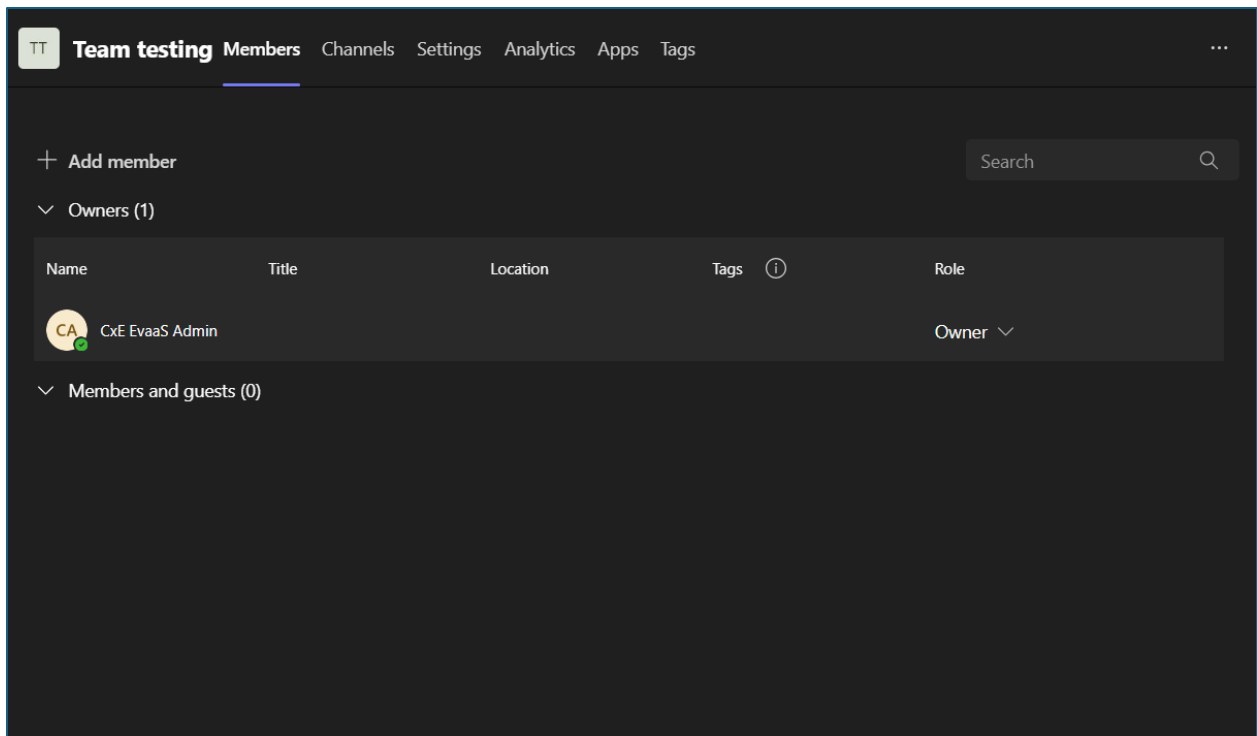 TT Team testing Members Channels Settings Analytics Apps Tags ...
Add member Search
Owners (1)
Name Title Location Tags Role
CA CxE EvaaS Admin Owner
Members and guests (0)